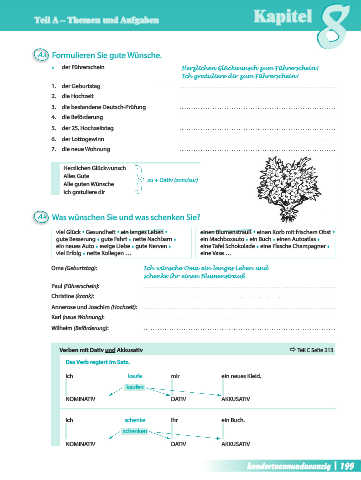 Teil A – Themen und Aufgaben
Kapitel 8
Formulieren Sie gute Wünsche.
der Führerschein
Herzlichen Glückwunsch zum Führerschein!
Ich gratuliere dir zum Führerschein!
1. der Geburtstag
2. die Hochzeit
3. die bestandene Deutsch-Prüfung
4. die Beförderung
5. der 25. Hochzeitstag
6. der Lottogewinn
7. die neue Wohnung
Herzlichen Glückwunsch
Alles Gute
Alle guten Wünsche
Ich gratuliere dir
zu + Dativ (zum/zur)
Was wünschen Sie und was schenken Sie?
viel Glück ♦ Gesundheit ♦ ein langes Leben ♦
gute Besserung ♦ gute Fahrt ♦ nette Nachbarn ♦
ein neues Auto ♦ ewige Liebe ♦ gute Nerven ♦
viel Erfolg ♦ nette Kollegen ...
einen Blumenstrauß ♦ einen Korb mit frischem Obst ♦
ein Matchboxauto ♦ ein Buch ♦ einen Autoatlas ♦
eine Tafel Schokolade ♦ eine Flasche Champagner ♦
eine Vase ...
Oma (Geburtstag):
Ich wünsche Oma ein langes Leben und
schenke ihr einen Blumenstrauß.
Paul (Führerschein):
Christine (krank):
Annerose und Joachim (Hochzeit):
Karl (neue Wohnung):
Wilhelm (Beförderung):
Verben mit Dativ und Akkusativ
⇨ Teil C Seite 213
Das Verb regiert im Satz.
Ich kaufe mir ein neues Kleid.
kaufen
NOMINATIV DATIV AKKUSATIV
Ich schenke ihr ein Buch.
schenken
NOMINATIV DATIV AKKUSATIV
hundertneunundneunzig | 199